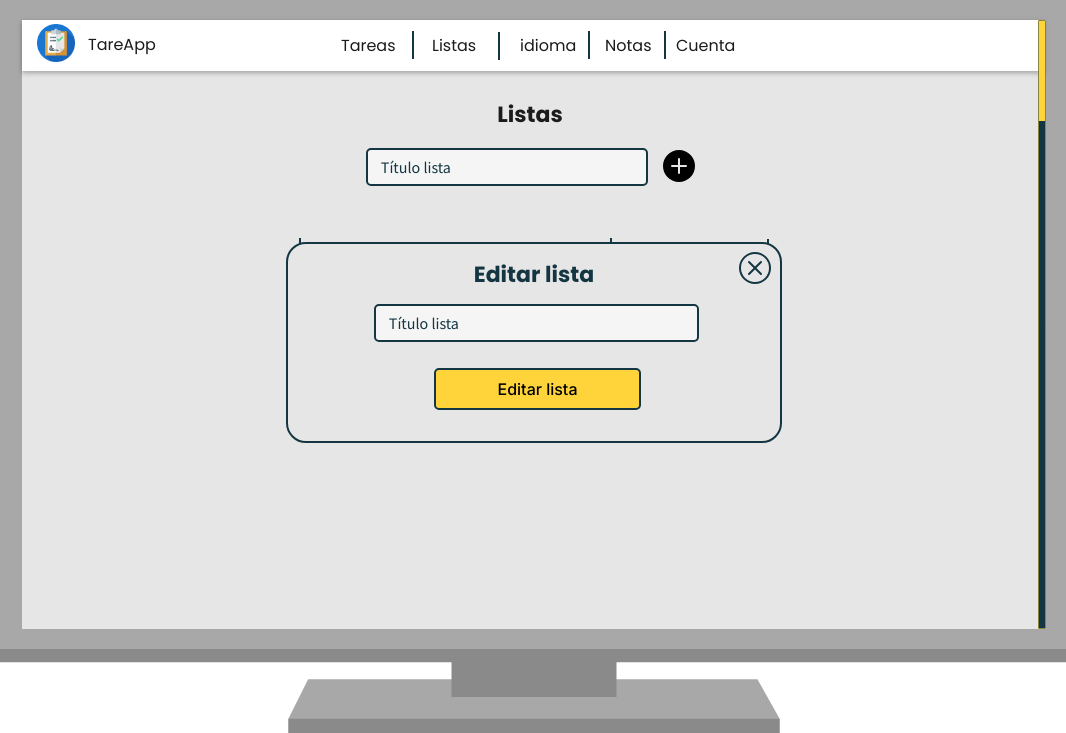 TareApp
Tareas
Listas
idioma
Notas
Cuenta
Listas
Título lista
Editar lista
Título lista
Editar lista